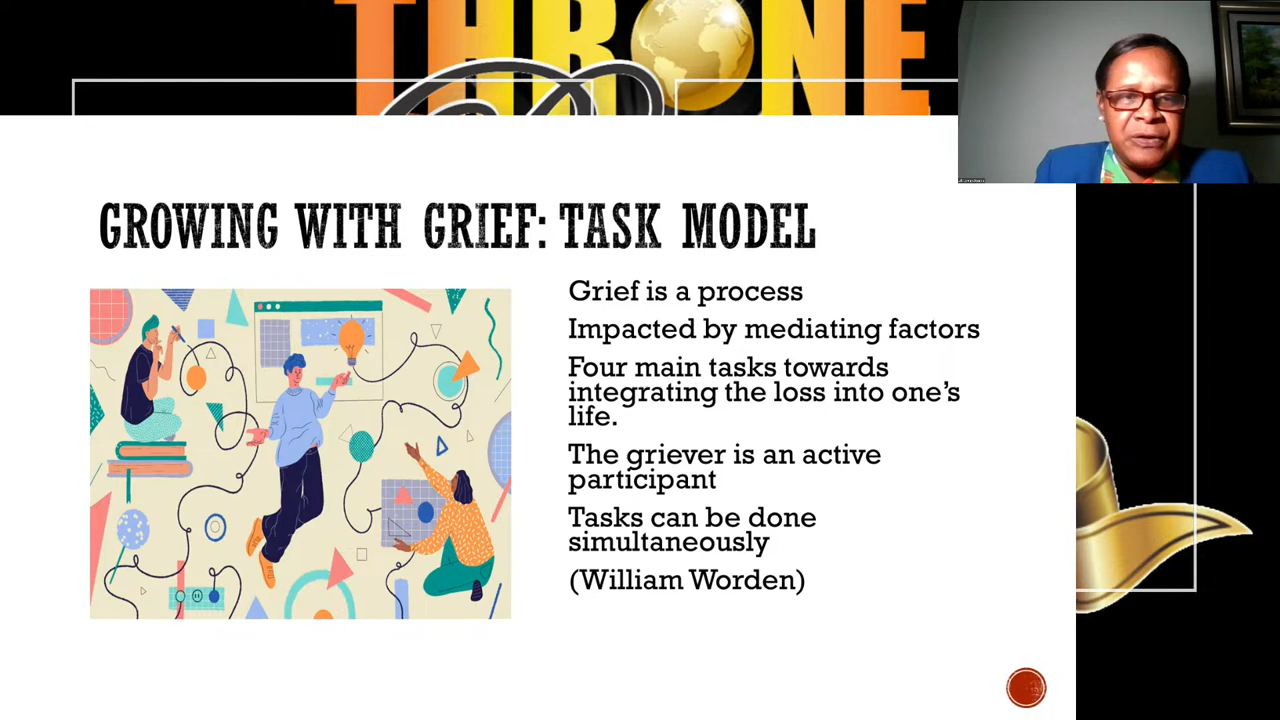 THRONE
GROWING WITH GRIEF: TASK MODEL
Grief is a process
Impacted by mediating factors
Four main tasks towards
integrating the loss into one's
life.
The griever is an active
participant
Tasks can be done
simultaneously
(William Worden)